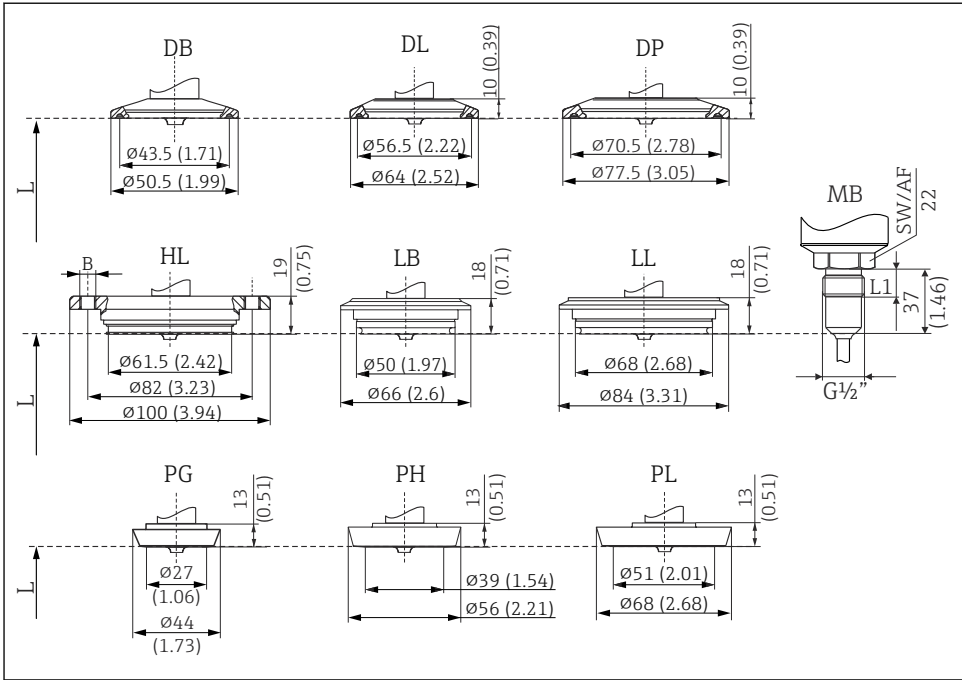 DB
DL
DP
10 (0.39)
10 (0.39)
Ø43.5 (1.71)
Ø50.5 (1.99)
Ø56.5 (2.22)
Ø64 (2.52)
Ø70.5 (2.78)
Ø77.5 (3.05)
L
MB
SW/AF
22
L1
37
(1.46)
G½"
HL
LB
LL
B
19
(0.75)
18
(0.71)
18
(0.71)
Ø61.5 (2.42)
Ø82 (3.23)
Ø100 (3.94)
Ø50 (1.97)
Ø66 (2.6)
Ø68 (2.68)
Ø84 (3.31)
L
PG
PH
PL
13
(0.51)
13
(0.51)
13
(0.51)
Ø27
(1.06)
Ø44
(1.73)
Ø39 (1.54)
Ø56 (2.21)
Ø51 (2.01)
Ø68 (2.68)
L